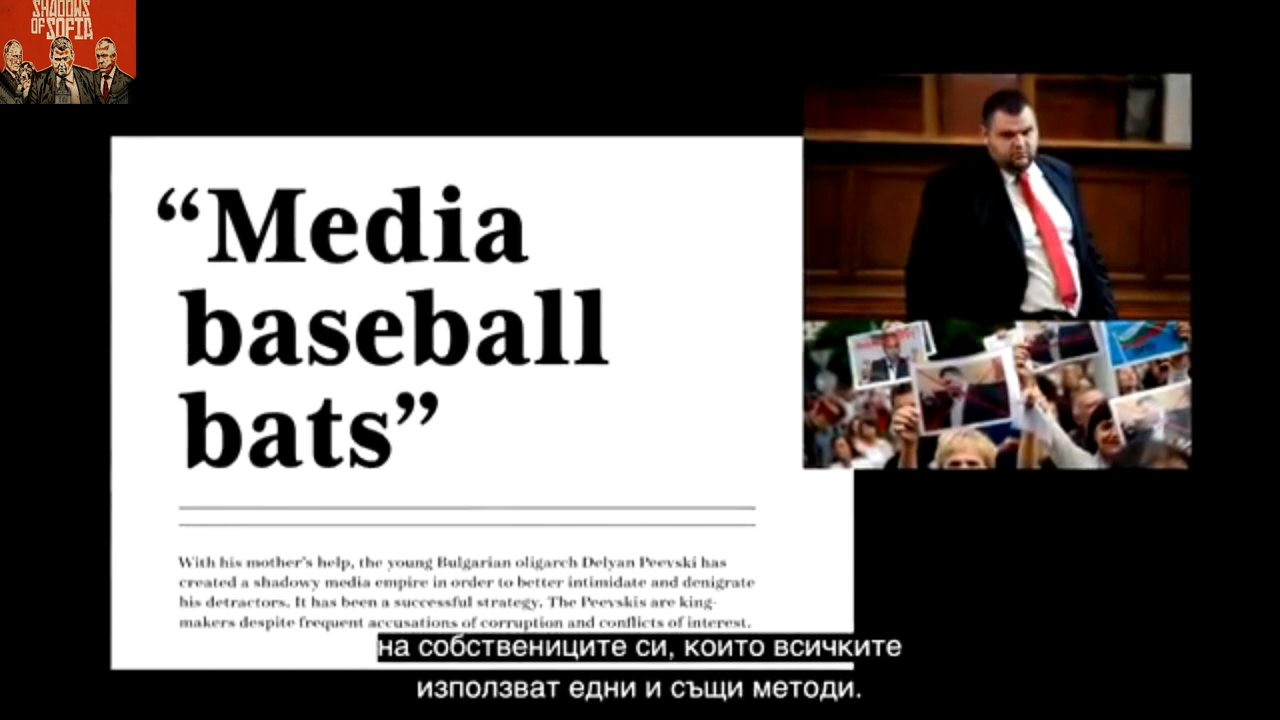 SHADOWS
OF SOFIA
“Media
baseball
bats”
With his mother's help, the young Bulgarian oligarch Delyan Peevski has
created a shadowy media empire in order to better intimidate and denigrate
his detractors. It has been a successful strategy. The Peevskis are king-
makers despite frequent accusations of corruption and conflicts of interest.
на собствениците си, които всичките
използват едни и същи методи.